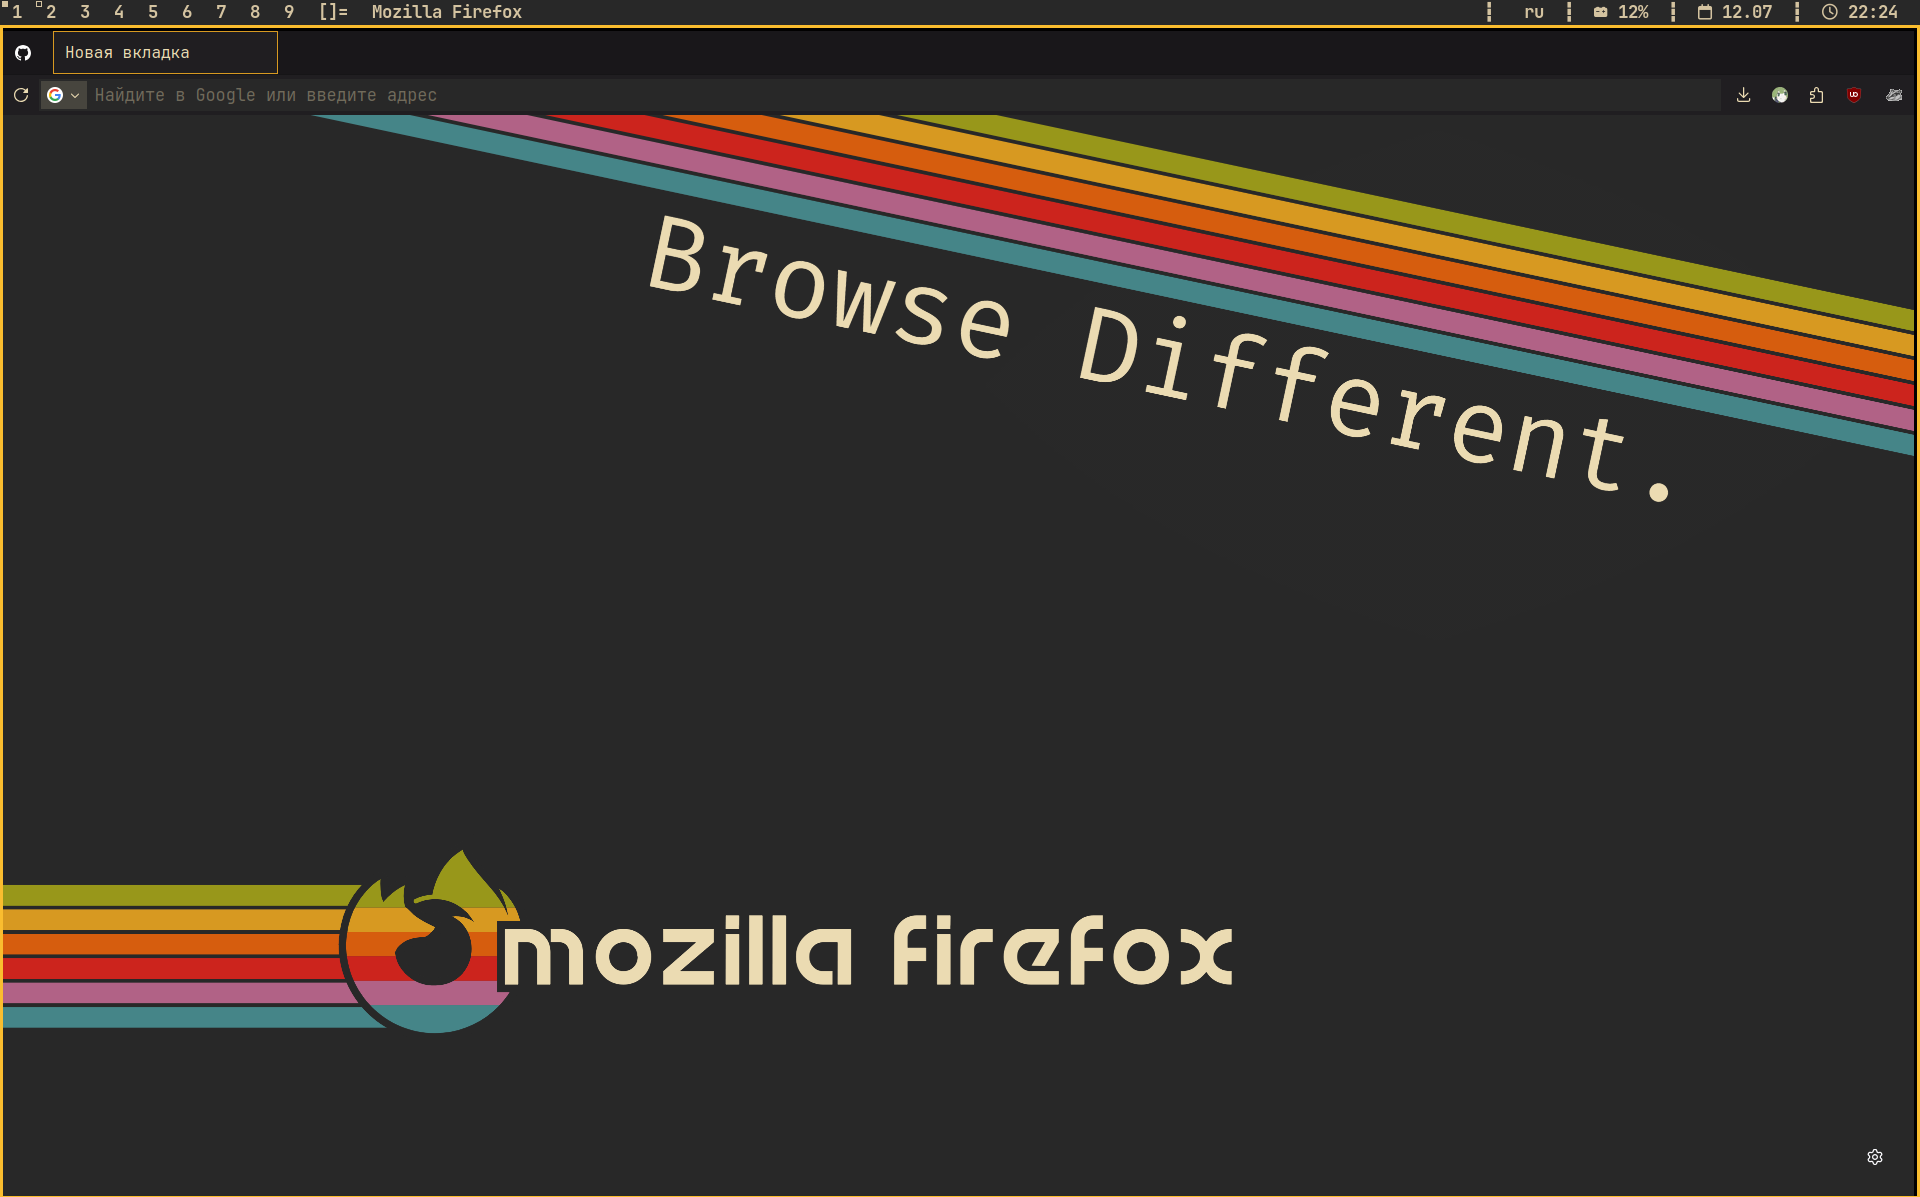 1 2 3 4 5 6 7 8 9 []= Mozilla Firefox ru 12% 12.07 22:24
Новая вкладка
Найдите в Google или введите адрес
Browse Different.
mozilla firefox